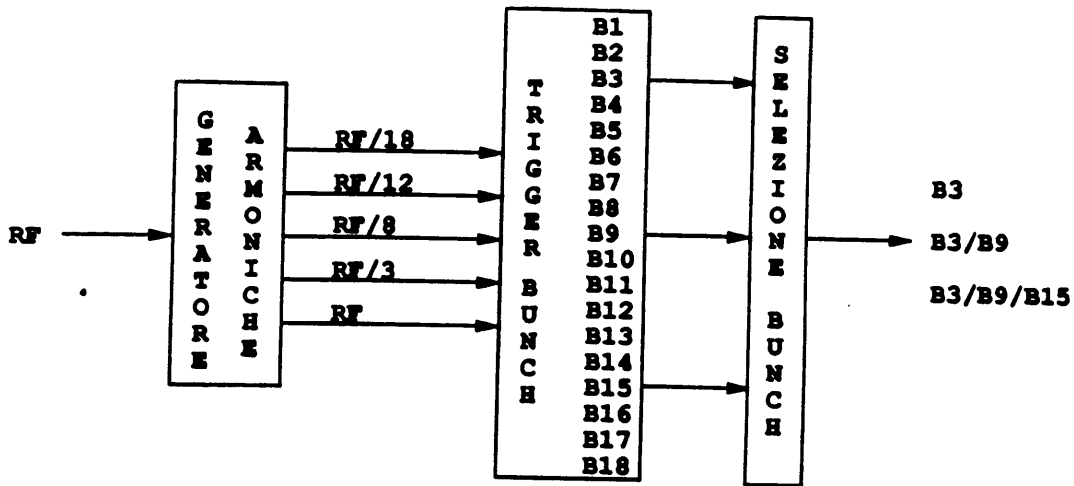 RF
GENERATORE
ARMONICHE
RF/18
RF/12
RF/8
RF/3
RF
TRIGGER BUNCH
B1
B2
B3
B4
B5
B6
B7
B8
B9
B10
B11
B12
B13
B14
B15
B16
B17
B18
SELEZIONE BUNCH
B3
B3/B9
B3/B9/B15